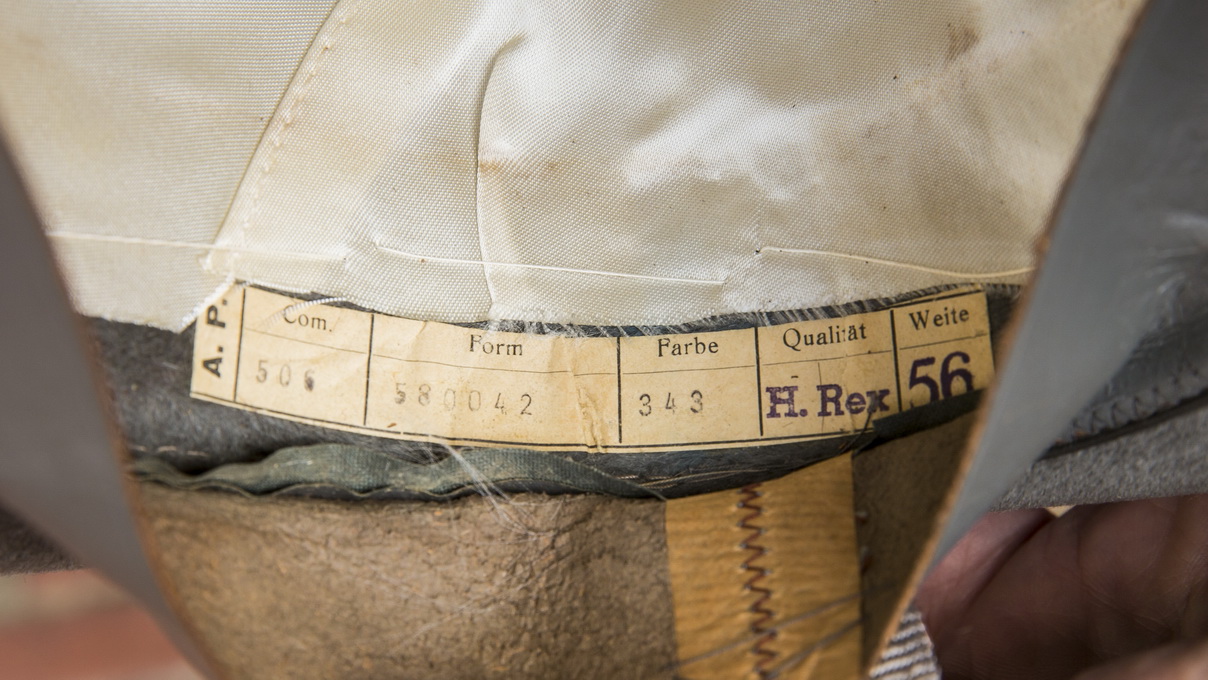 A. P.
Com. Form Farbe Qualität Weite
506 580042 343 H. Rex 56